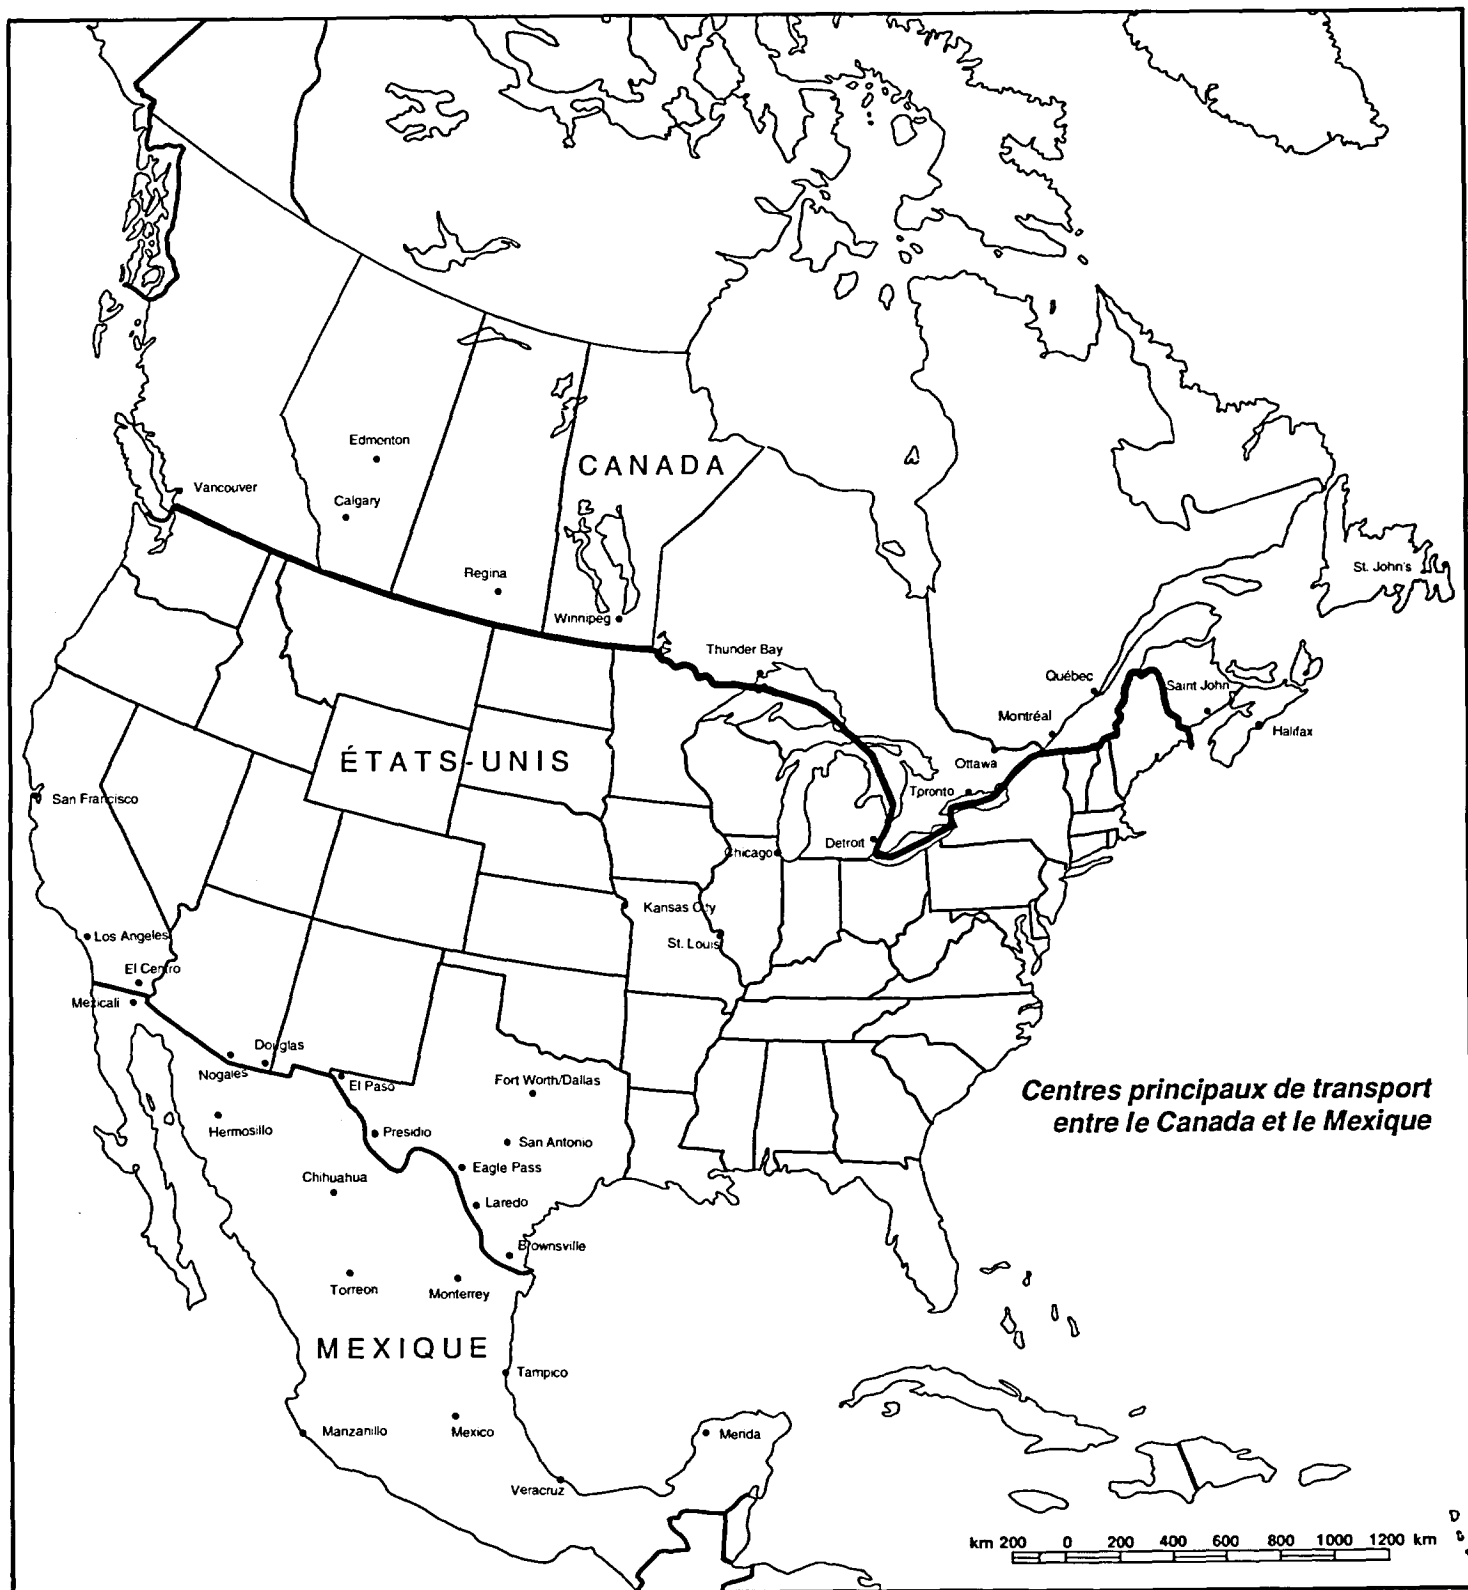 Edmonton
CANADA
Vancouver
Calgary
Regina
St. John's
Winnipeg
Thunder Bay
Québec
Saint John
Montréal
Halifax
ÉTATS-UNIS
Ottawa
Toronto
San Francisco
Detroit
Chicago
Kansas City
Los Angeles
St. Louis
El Centro
Mexicali
Douglas
Nogales
El Paso
Fort Worth/Dallas
Centres principaux de transport
entre le Canada et le Mexique
Hermosillo
Presidio
San Antonio
Eagle Pass
Chihuahua
Laredo
Brownsville
Torreon
Monterrey
MEXIQUE
Tampico
Manzanillo
Mexico
Merida
Veracruz
km 200 0 200 400 600 800 1000 1200 km